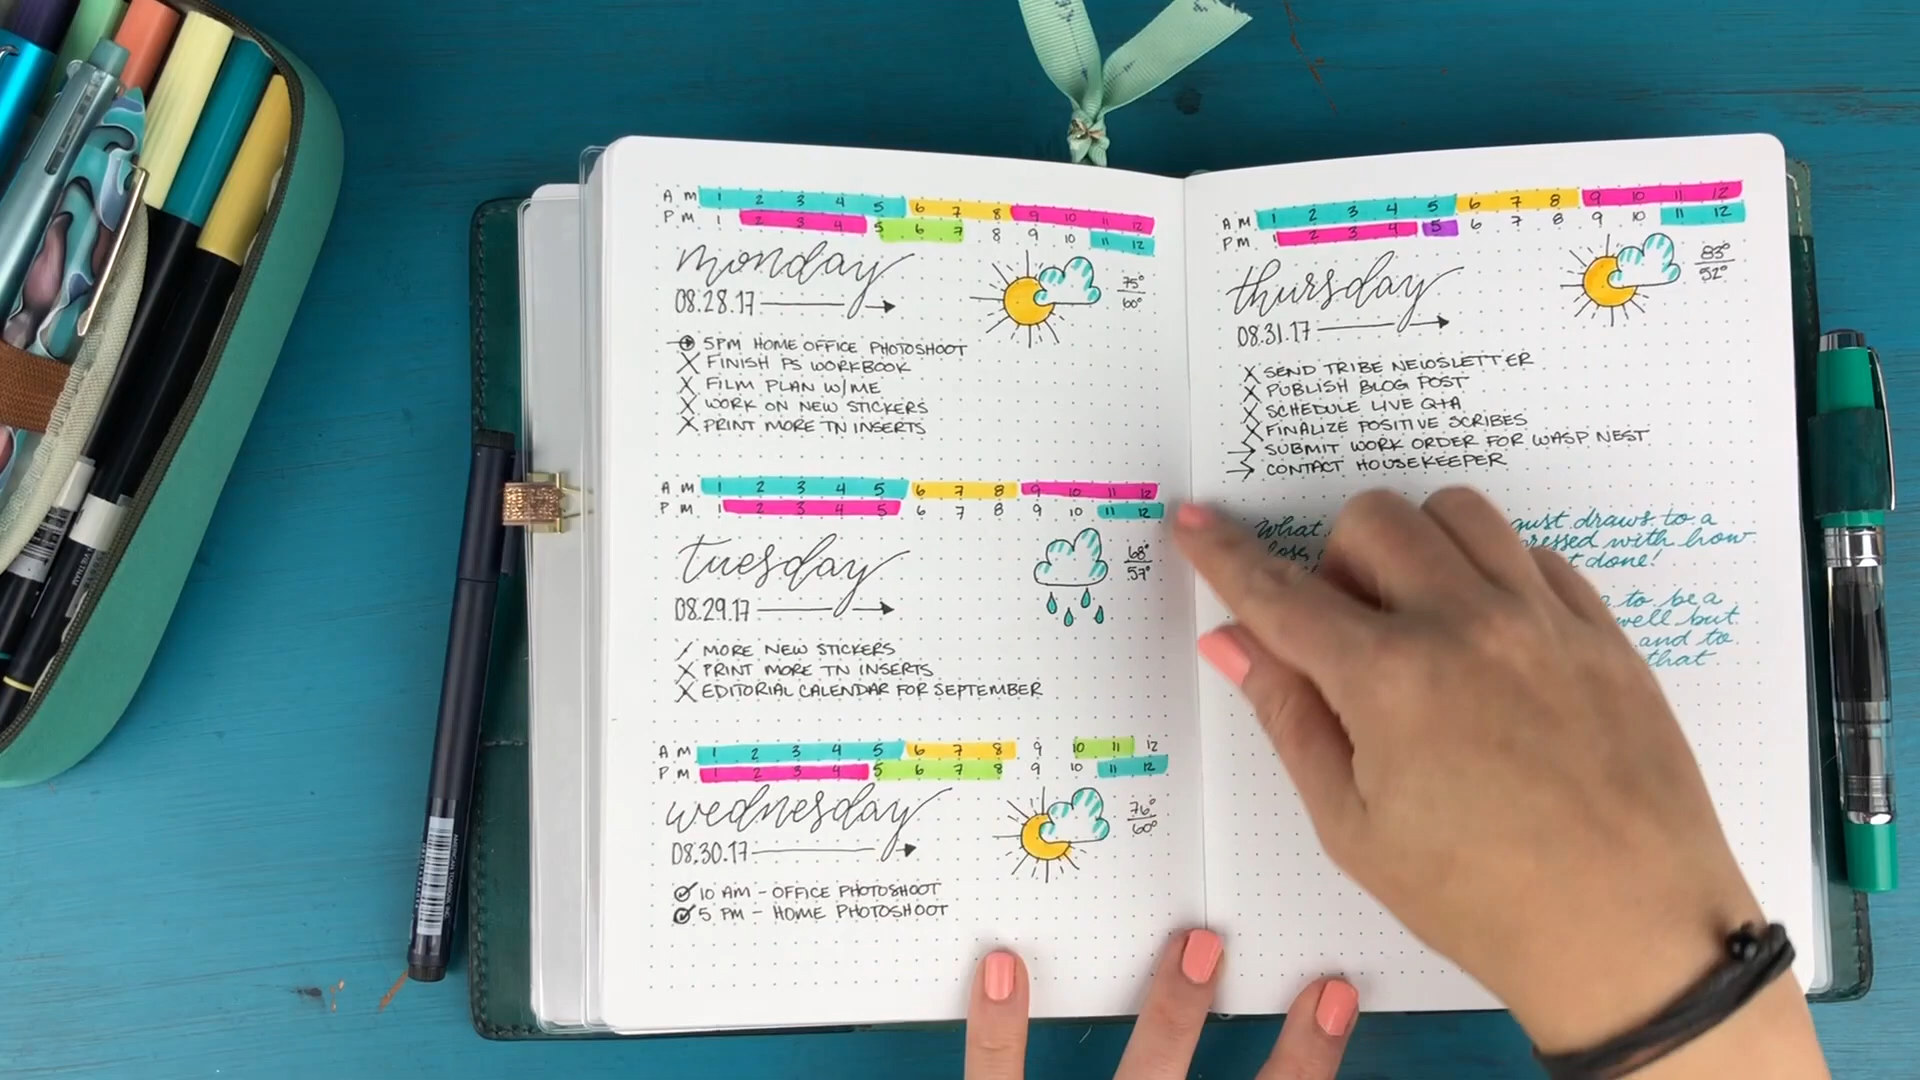 A M 1 2 3 4 5 6 7 8 9 10 11 12
P M 1 2 3 4 5 6 7 8 9 10 11 12
monday
75°
60°
08.28.17
5PM HOME OFFICE PHOTOSHOOT
FINISH PS WORKBOOK
FILM PLAN W/ME
WORK ON NEW STICKERS
PRINT MORE TN INSERTS
A M 1 2 3 4 5 6 7 8 9 10 11 12
P M 1 2 3 4 5 6 7 8 9 10 11 12
tuesday
68°
57°
08.29.17
MORE NEW STICKERS
PRINT MORE TN INSERTS
EDITORIAL CALENDAR FOR SEPTEMBER
A M 1 2 3 4 5 6 7 8 9 10 11 12
P M 1 2 3 4 5 6 7 8 9 10 11 12
wednesday
76°
60°
08.30.17
10 AM - OFFICE PHOTOSHOOT
5 PM - HOME PHOTOSHOOT
A M 1 2 3 4 5 6 7 8 9 10 11 12
P M 1 2 3 4 5 6 7 8 9 10 11 12
thursday
83°
52°
08.31.17
SEND TRIBE NEWSLETTER
PUBLISH BLOG POST
SCHEDULE LIVE Q+A
FINALIZE POSITIVE SCRIBES
SUBMIT WORK ORDER FOR WASP NEST
CONTACT HOUSEKEEPER
What gust draws to a
pressed with how
t done!
to be a
well but
and to
that
VIETNAM